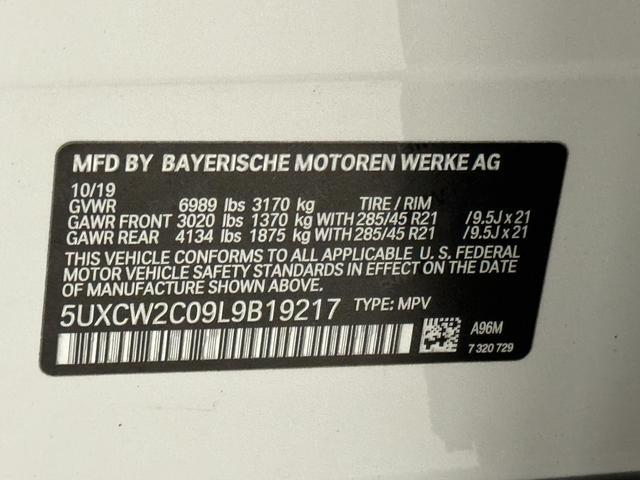 MFD BY BAYERISCHE MOTOREN WERKE AG
10/19
GVWR 6989 lbs 3170 kg TIRE / RIM
GAWR FRONT 3020 lbs 1370 kg WITH 285/45 R21 /9.5J x 21
GAWR REAR 4134 lbs 1875 kg WITH 285/45 R21 /9.5J x 21
THIS VEHICLE CONFORMS TO ALL APPLICABLE U. S. FEDERAL
MOTOR VEHICLE SAFETY STANDARDS IN EFFECT ON THE DATE
OF MANUFACTURE SHOWN ABOVE.
5UXCW2C09L9B19217 TYPE: MPV
A96M
7 320 729